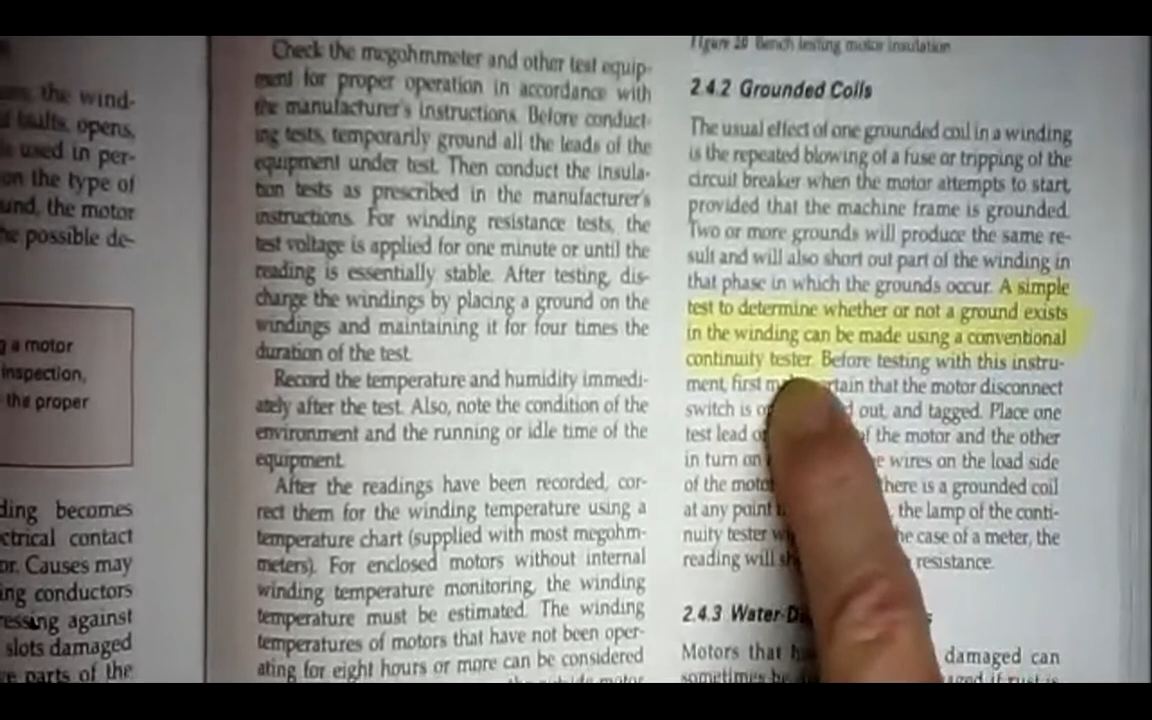 the wind-
faults, opens,
used in per-
on the type of
und, the motor
he possible de-
g a motor
inspection,
the proper
ding becomes
ctrical contact
or. Causes may
ing conductors
essing against
slots damaged
parts of the
Check the megohmmeter and other test equip-
ment for proper operation in accordance with
the manufacturer's instructions. Before conduct-
ing tests, temporarily ground all the leads of the
equipment under test. Then conduct the insula-
tion tests as prescribed in the manufacturer's
instructions. For winding resistance tests, the
test voltage is applied for one minute or until the
reading is essentially stable. After testing, dis-
charge the windings by placing a ground on the
windings and maintaining it for four times the
duration of the test.
Record the temperature and humidity immedi-
ately after the test. Also, note the condition of the
environment and the running or idle time of the
equipment.
After the readings have been recorded, cor-
rect them for the winding temperature using a
temperature chart (supplied with most megohm-
meters). For enclosed motors without internal
winding temperature monitoring, the winding
temperature must be estimated. The winding
temperatures of motors that have not been oper-
ating for eight hours or more can be considered
Figure 20 Bench testing motor insulation
2.4.2 Grounded Coils
The usual effect of one grounded coil in a winding
is the repeated blowing of a fuse or tripping of the
circuit breaker when the motor attempts to start,
provided that the machine frame is grounded.
Two or more grounds will produce the same re-
sult and will also short out part of the winding in
that phase in which the grounds occur. A simple
test to determine whether or not a ground exists
in the winding can be made using a conventional
continuity tester. Before testing with this instru-
ment, first rtain that the motor disconnect
switch is d out, and tagged. Place one
test lead of the motor and the other
in turn on wires on the load side
of the moto here is a grounded coil
at any point the lamp of the conti-
nuity tester he case of a meter, the
reading will resistance.
2.4.3 Water-Da
Motors that damaged can
sometimes